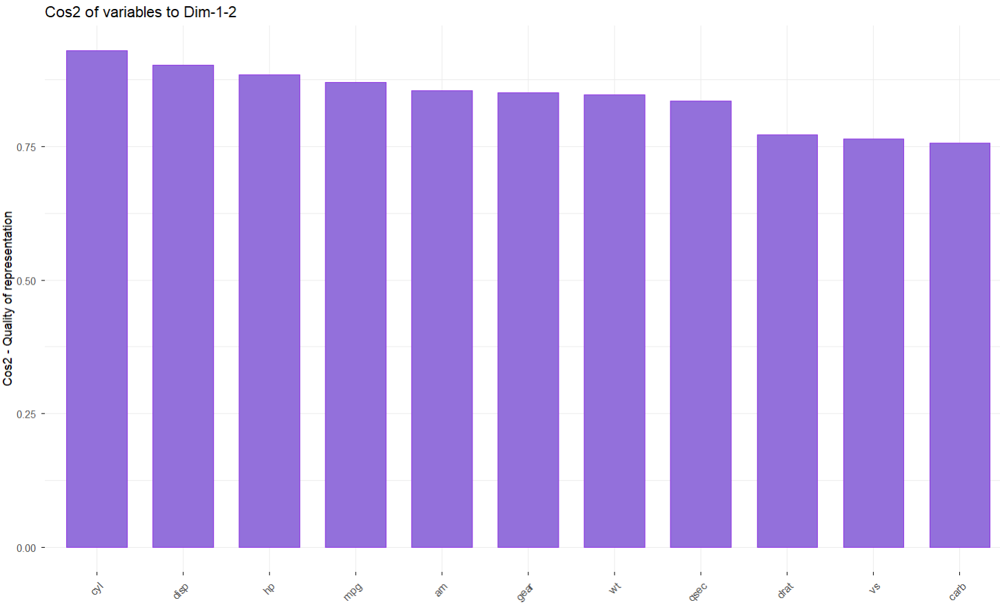 Cos2 of variables to Dim-1-2
Cos2 - Quality of representation
0.75
0.50
0.25
0.00
cyl
disp
hp
mpg
am
gear
wt
qsec
drat
vs
carb